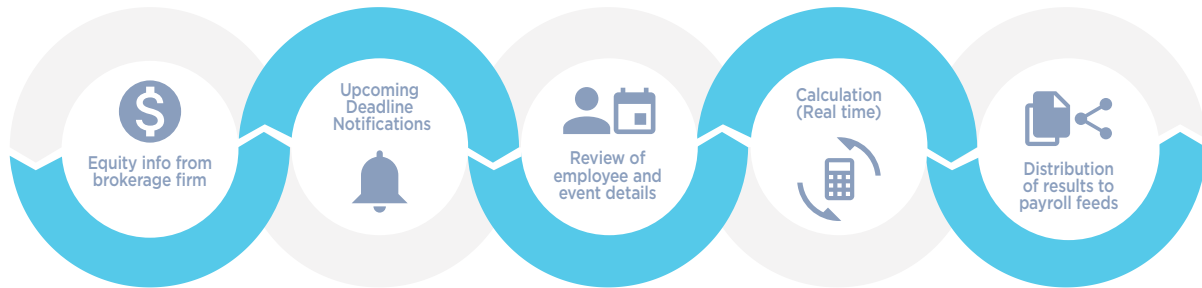 Equity info from
brokerage firm
Upcoming
Deadline
Notifications
Review of
employee and
event details
Calculation
(Real time)
Distribution
of results to
payroll feeds